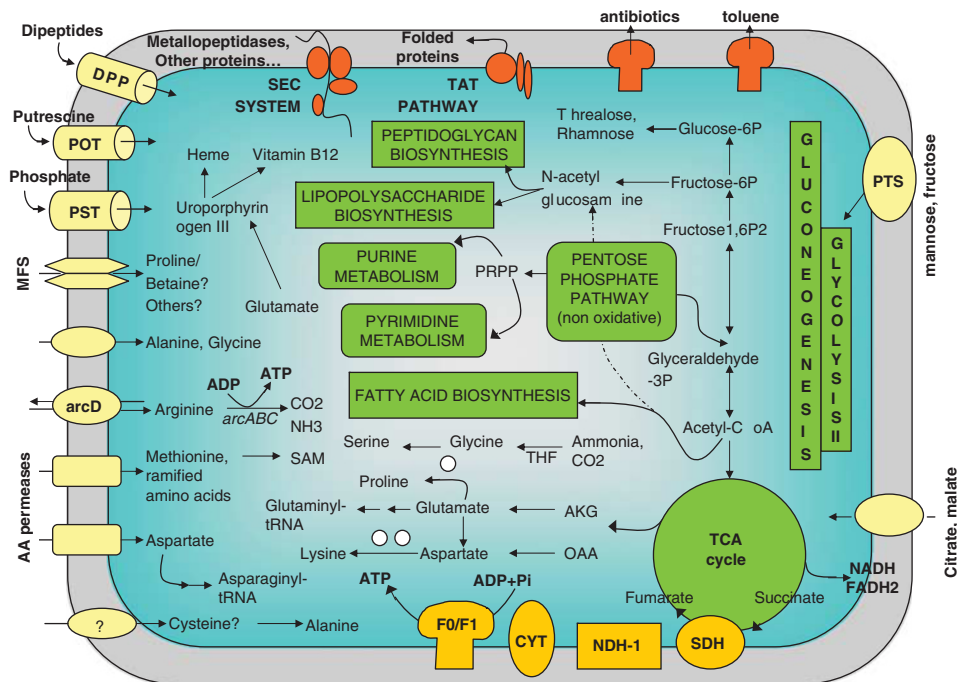 antibiotics
toluene
Dipeptides
DPP
Metallopeptidases,
Other proteins…
SEC
SYSTEM
Folded
proteins
TAT
PATHWAY
Putrescine
POT
Phosphate
PST
MFS
Proline/
Betaine?
Others?
Alanine, Glycine
arcD
Arginine
ADP
ATP
arcABC
CO2
NH3
AA permeases
Methionine,
ramified
amino acids
SAM
Aspartate
Asparaginyl-
tRNA
?
Cysteine?
Alanine
Heme
Vitamin B12
Uroporphyrin
ogen III
Glutamate
PEPTIDOGLYCAN
BIOSYNTHESIS
LIPOPOLYSACCHARIDE
BIOSYNTHESIS
PURINE
METABOLISM
PYRIMIDINE
METABOLISM
PRPP
PENTOSE
PHOSPHATE
PATHWAY
(non oxidative)
FATTY ACID BIOSYNTHESIS
T hrealose,
Rhamnose
Glucose-6P
N-acetyl
glucosam ine
Fructose-6P
Fructose1,6P2
Glyceraldehyde
-3P
Acetyl-C oA
GLUCONEOGENESIS
GLYCOLYSISII
PTS
mannose, fructose
Serine
Glycine
THF
Ammonia,
CO2
Proline
Glutaminyl-
tRNA
Glutamate
AKG
Lysine
Aspartate
OAA
TCA
cycle
Fumarate
Succinate
NADH
FADH2
Citrate, malate
ATP
ADP+Pi
F0/F1
CYT
NDH-1
SDH